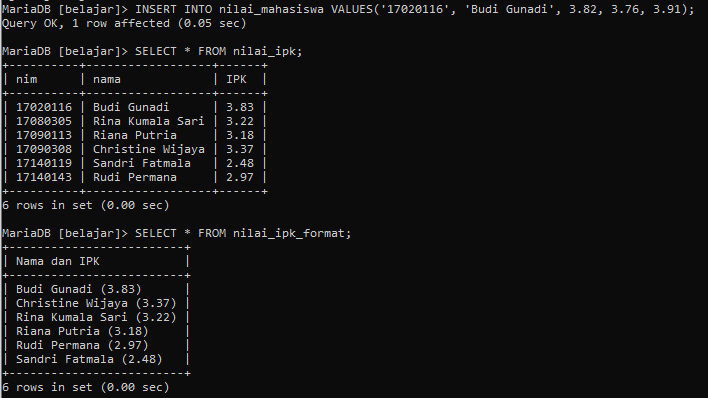 MariaDB [belajar]> INSERT INTO nilai_mahasiswa VALUES('17020116', 'Budi Gunadi', 3.82, 3.76, 3.91);
Query OK, 1 row affected (0.05 sec)

MariaDB [belajar]> SELECT * FROM nilai_ipk;
+----------+------------------+------+
| nim      | nama             | IPK  |
+----------+------------------+------+
| 17020116 | Budi Gunadi      | 3.83 |
| 17080305 | Rina Kumala Sari | 3.22 |
| 17090113 | Riana Putria     | 3.18 |
| 17090308 | Christine Wijaya | 3.37 |
| 17140119 | Sandri Fatmala   | 2.48 |
| 17140143 | Rudi Permana     | 2.97 |
+----------+------------------+------+
6 rows in set (0.00 sec)

MariaDB [belajar]> SELECT * FROM nilai_ipk_format;
+-------------------------+
| Nama dan IPK            |
+-------------------------+
| Budi Gunadi (3.83)      |
| Christine Wijaya (3.37) |
| Rina Kumala Sari (3.22) |
| Riana Putria (3.18)     |
| Rudi Permana (2.97)     |
| Sandri Fatmala (2.48)   |
+-------------------------+
6 rows in set (0.00 sec)